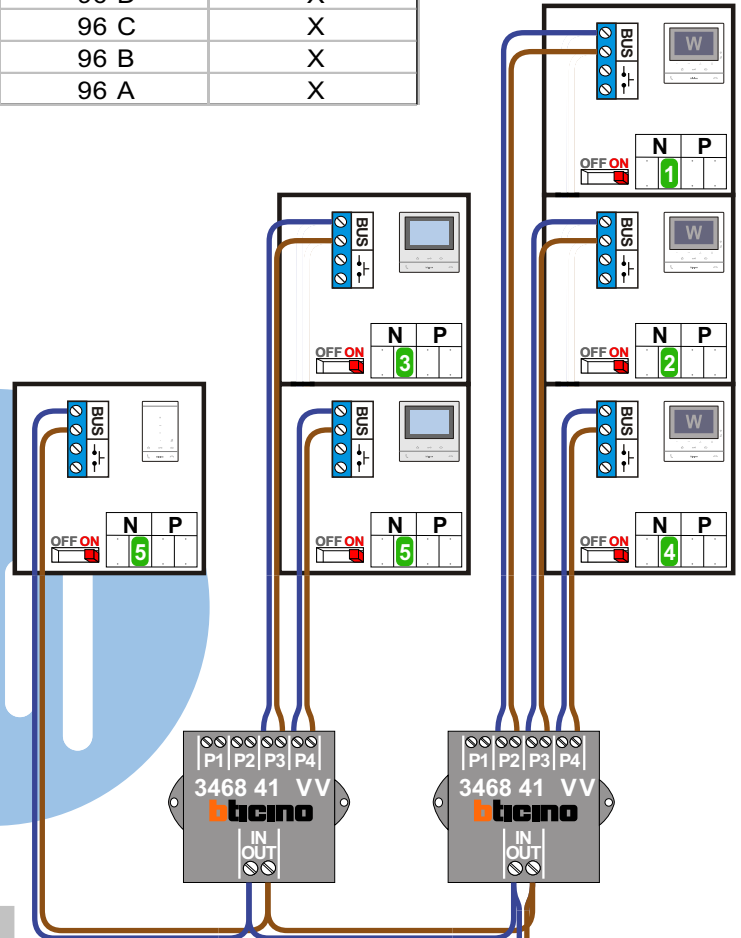 96 C X
96 B X
96 A X
BUS
W
OFF ON
N P
1
BUS
OFF ON
N P
3
BUS
W
OFF ON
N P
2
BUS
OFF ON
N P
5
BUS
OFF ON
N P
5
BUS
W
OFF ON
N P
4
P1 P2 P3 P4
3468 41 VV
bticino
IN
OUT
P1 P2 P3 P4
3468 41 VV
bticino
IN
OUT